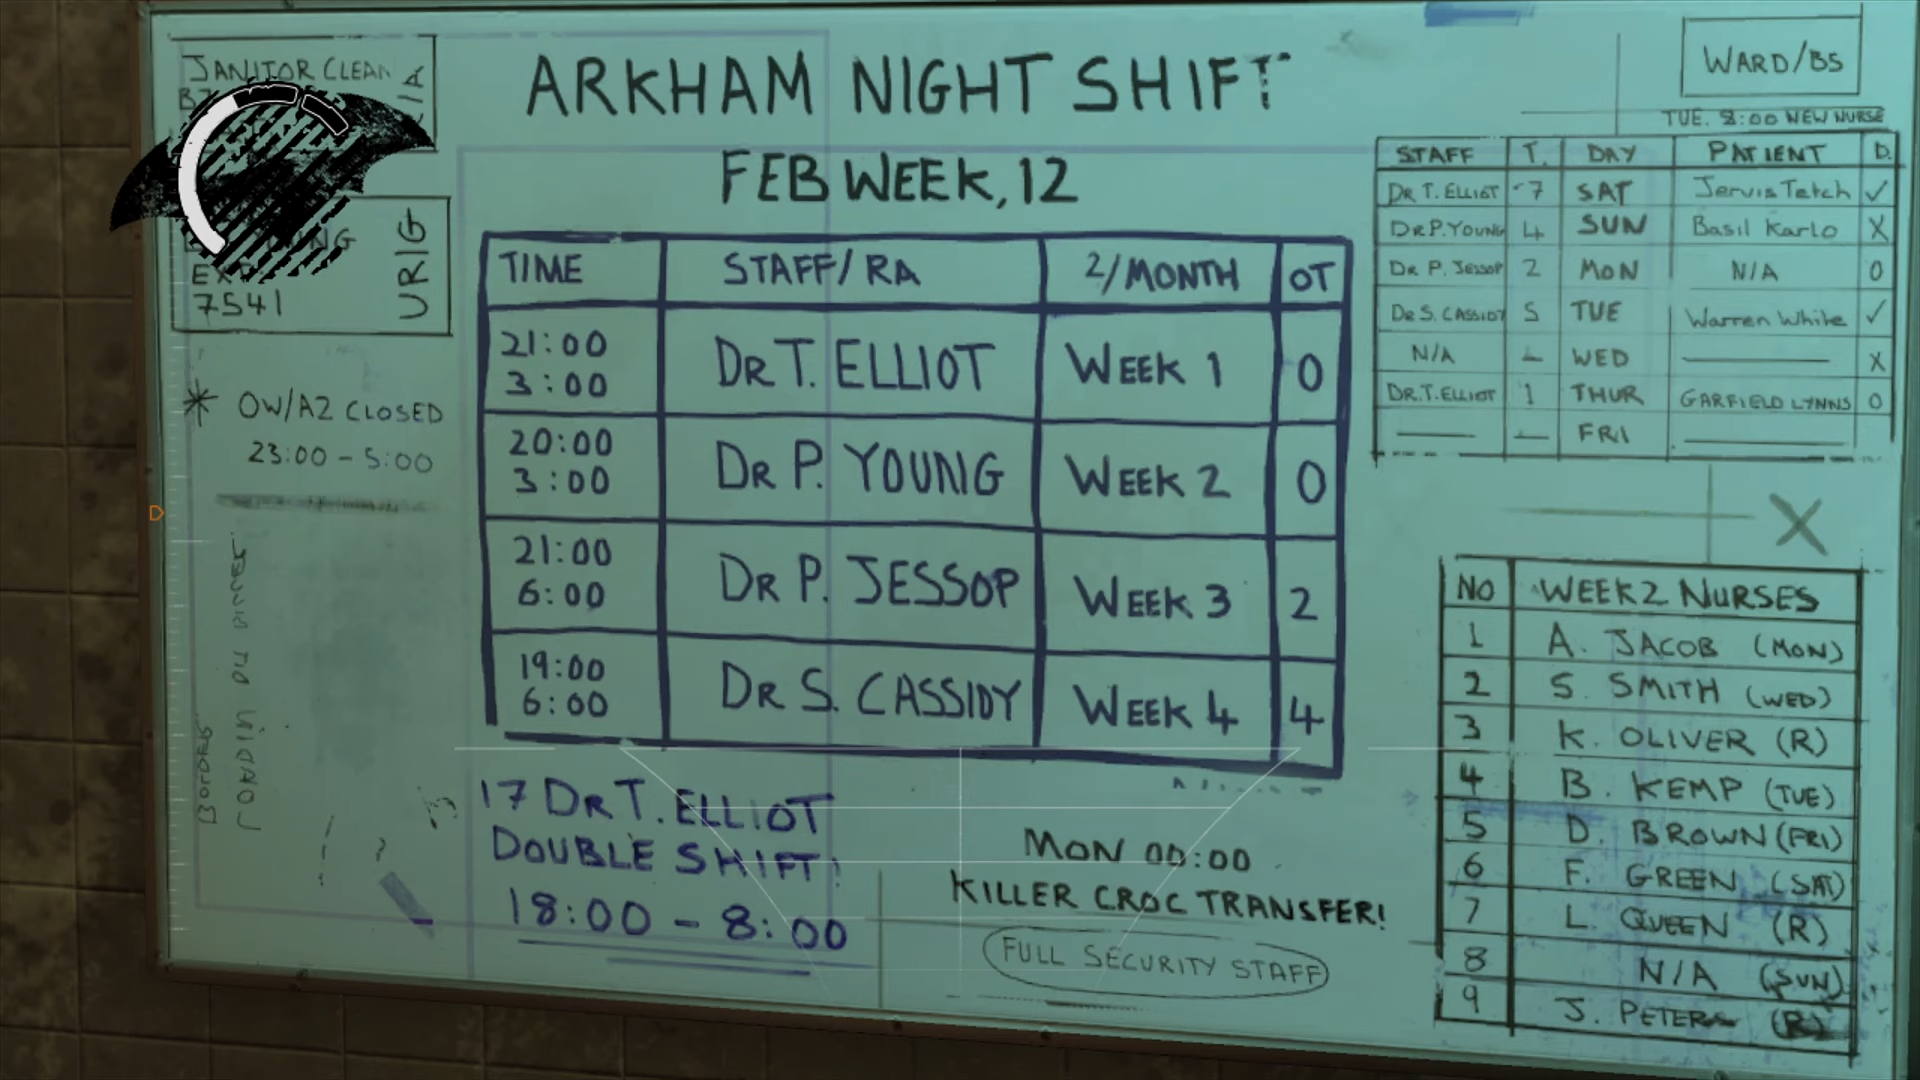 JANITOR CLEAN
EX
7541
URIG
* OW/A2 CLOSED
23:00 - 5:00
ARKHAM NIGHT SHIFT
FEB WEEK, 12
TIME STAFF/RA 2/MONTH OT
21:00 3:00 DR T. ELLIOT WEEK 1 0
20:00 3:00 DR P. YOUNG WEEK 2 0
21:00 6:00 DR P. JESSOP WEEK 3 2
19:00 6:00 DR S. CASSIDY WEEK 4 4
17 DR T. ELLIOT
DOUBLE SHIFT!
18:00 - 8:00
MON 00:00
KILLER CROC TRANSFER!
FULL SECURITY STAFF
WARD/BS
TUE. 8:00 NEW NURSE
STAFF T. DAY PATIENT D.
DR T. ELLIOT -7 SAT Jervis Tetch ✓
DR P. YOUNG 4 SUN Basil Karlo X
DR P. JESSOP 2 MON N/A 0
DR S. CASSIDY 5 TUE Warren White ✓
N/A — WED — X
DR. T. ELLIOT 1 THUR GARFIELD LYNNS 0
— — FRI —
X
NO WEEK 2 NURSES
1 A. JACOB (MON)
2 S. SMITH (WED)
3 K. OLIVER (R)
4 B. KEMP (TUE)
5 D. BROWN (FRI)
6 F. GREEN (SAT)
7 L. QUEEN (R)
8 N/A (SUN)
9 J. PETERS (R)